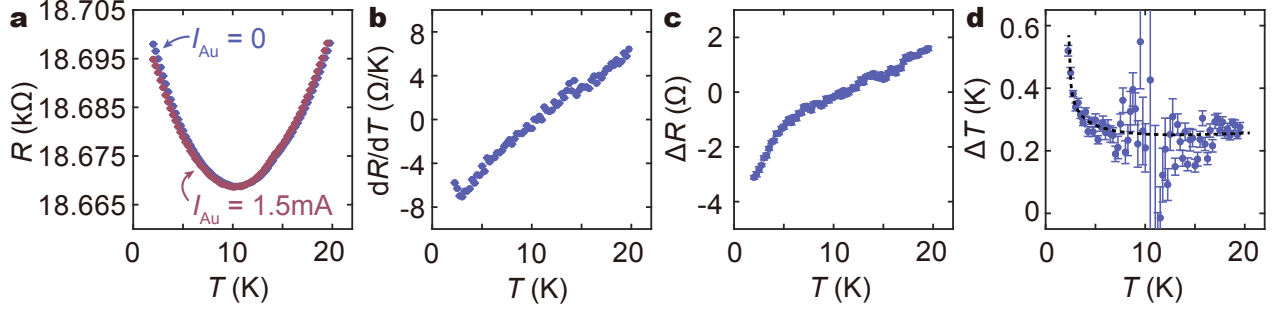 a
R (kΩ)
18.705
18.695
18.685
18.675
18.665
I_Au = 0
I_Au = 1.5mA
0
10
20
T (K)
b
dR/dT (Ω/K)
8
4
0
-4
-8
0
10
20
T (K)
c
ΔR (Ω)
2
0
-2
-4
0
10
20
T (K)
d
ΔT (K)
0.6
0.4
0.2
0
0
10
20
T (K)